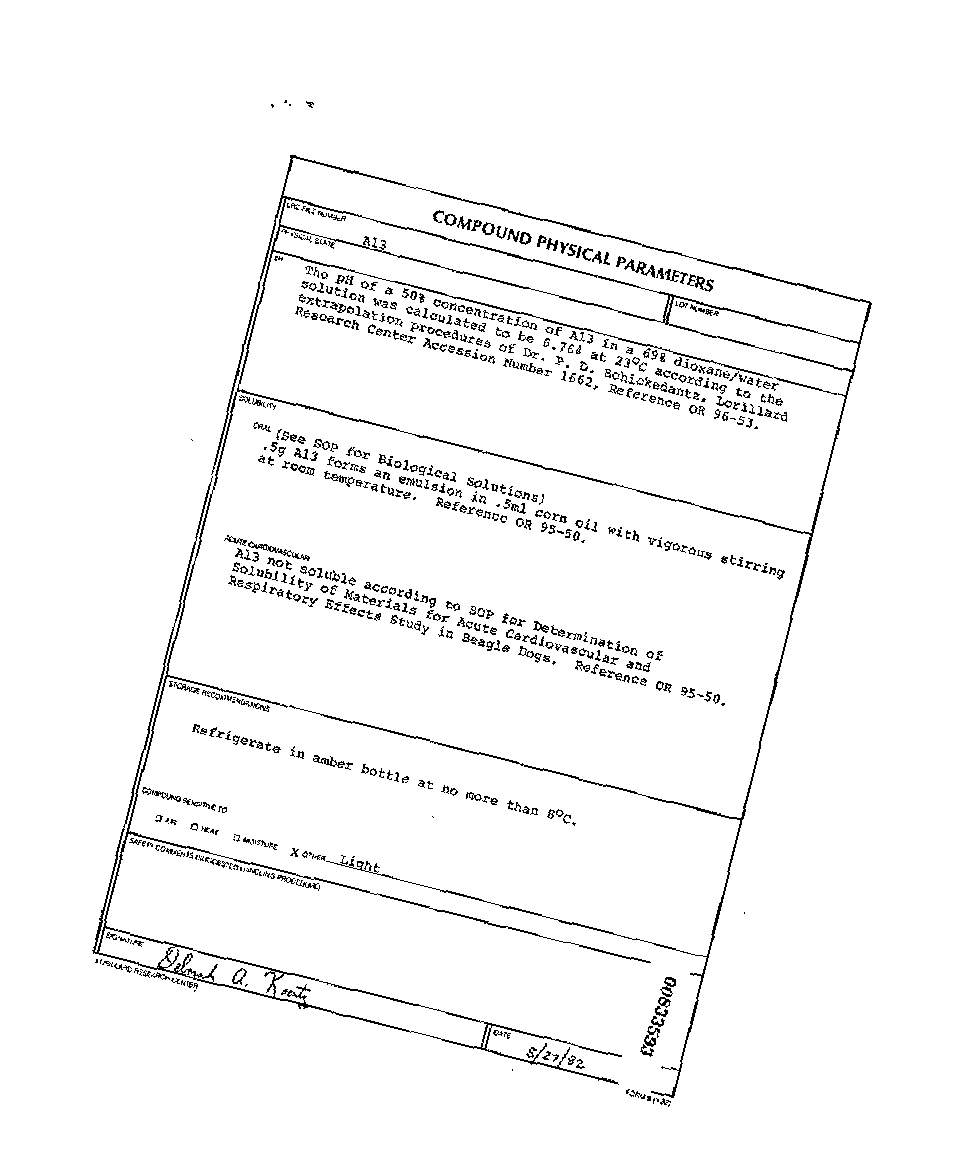 COMPOUND PHYSICAL PARAMETERS
LRC FILE NUMBER
A13
LOT NUMBER
PHYSICAL STATE
pH
The pH of a 50% concentration of A13 in a 69% dioxane/water
solution was calculated to be at 23°C according to the
extrapolation procedures of Dr. P. D. Schickedantz, Lorillard
Research Center Accession Number 1662, Reference OR 96-53.
SOLUBILITY
ORAL (See SOP for Biological Solutions)
.5g A13 forms an emulsion in .5ml corn oil with vigorous stirring
at room temperature. Reference OR 95-50.
ACUTE CARDIOVASCULAR
A13 not soluble according to SOP for Determination of
Solubility of Materials for Acute Cardiovascular and
Respiratory Effects Study in Beagle Dogs. Reference OR 95-50.
STORAGE RECOMMENDATIONS
Refrigerate in amber bottle at no more than 8°C.
COMPOUND SENSITIVE TO
AIR HEAT MOISTURE X OTHER Light
SAFETY COMMENTS (SUGGESTED HANDLING PROCEDURE)
SIGNATURE
Deborah A. Koontz
DATE
5/27/82
RESEARCH CENTER
00633593